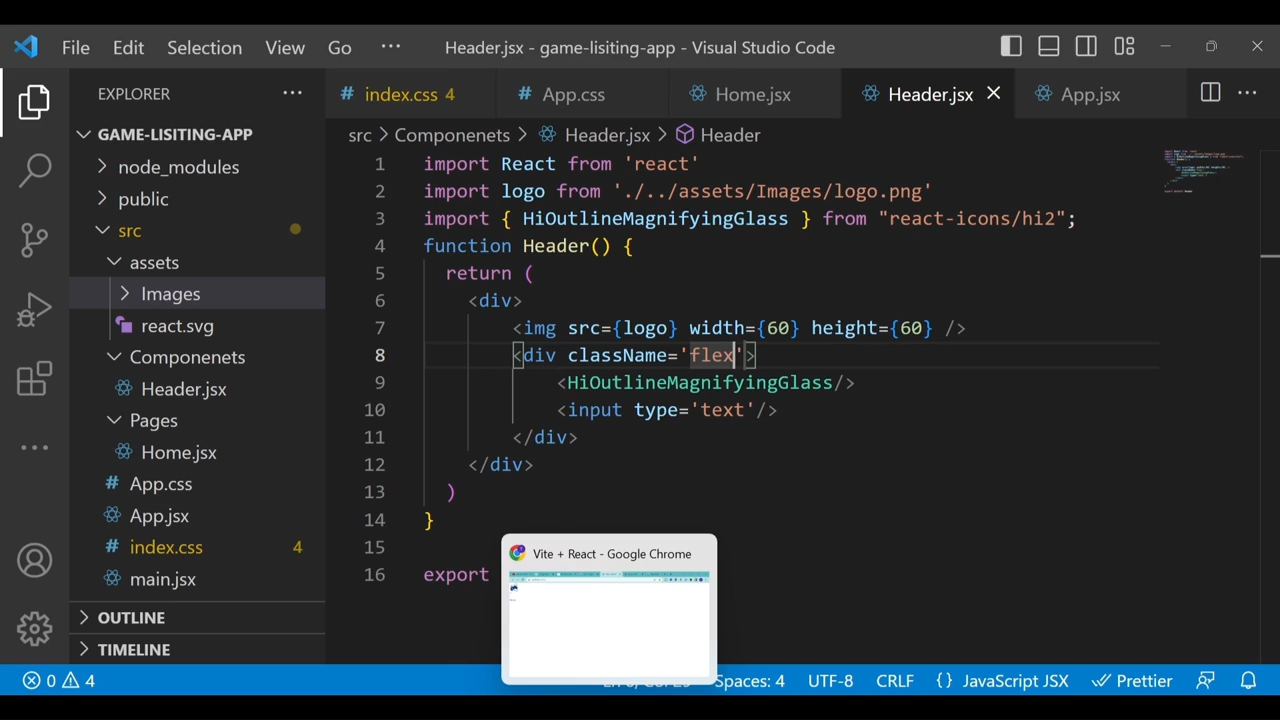 File Edit Selection View Go ··· Header.jsx - game-lisiting-app - Visual Studio Code
EXPLORER ···
# index.css 4 # App.css Home.jsx Header.jsx App.jsx ···
GAME-LISITING-APP
node_modules
public
src
assets
Images
react.svg
Componenets
Header.jsx
Pages
Home.jsx
# App.css
App.jsx
# index.css 4
main.jsx
OUTLINE
TIMELINE
src > Componenets > Header.jsx > Header
1 import React from 'react'
2 import logo from './../assets/Images/logo.png'
3 import { HiOutlineMagnifyingGlass } from "react-icons/hi2";
4 function Header() {
5 return (
6 <div>
7 <img src={logo} width={60} height={60} />
8 <div className='flex'>
9 <HiOutlineMagnifyingGlass/>
10 <input type='text'/>
11 </div>
12 </div>
13 )
14 }
15
16 export
Vite + React - Google Chrome
0 4 Spaces: 4 UTF-8 CRLF {} JavaScript JSX Prettier